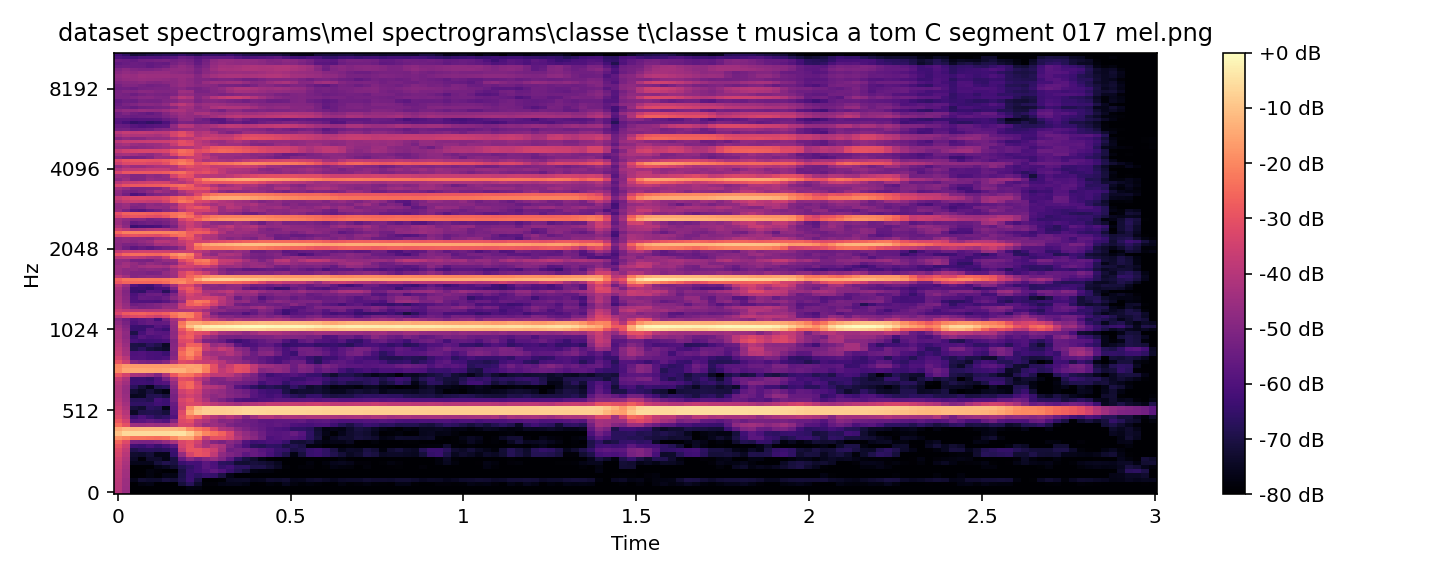 dataset spectrograms\mel spectrograms\classe t\classe t musica a tom C segment 017 mel.png
Hz
8192
4096
2048
1024
512
0
0
0.5
1
1.5
2
2.5
3
Time
+0 dB
-10 dB
-20 dB
-30 dB
-40 dB
-50 dB
-60 dB
-70 dB
-80 dB